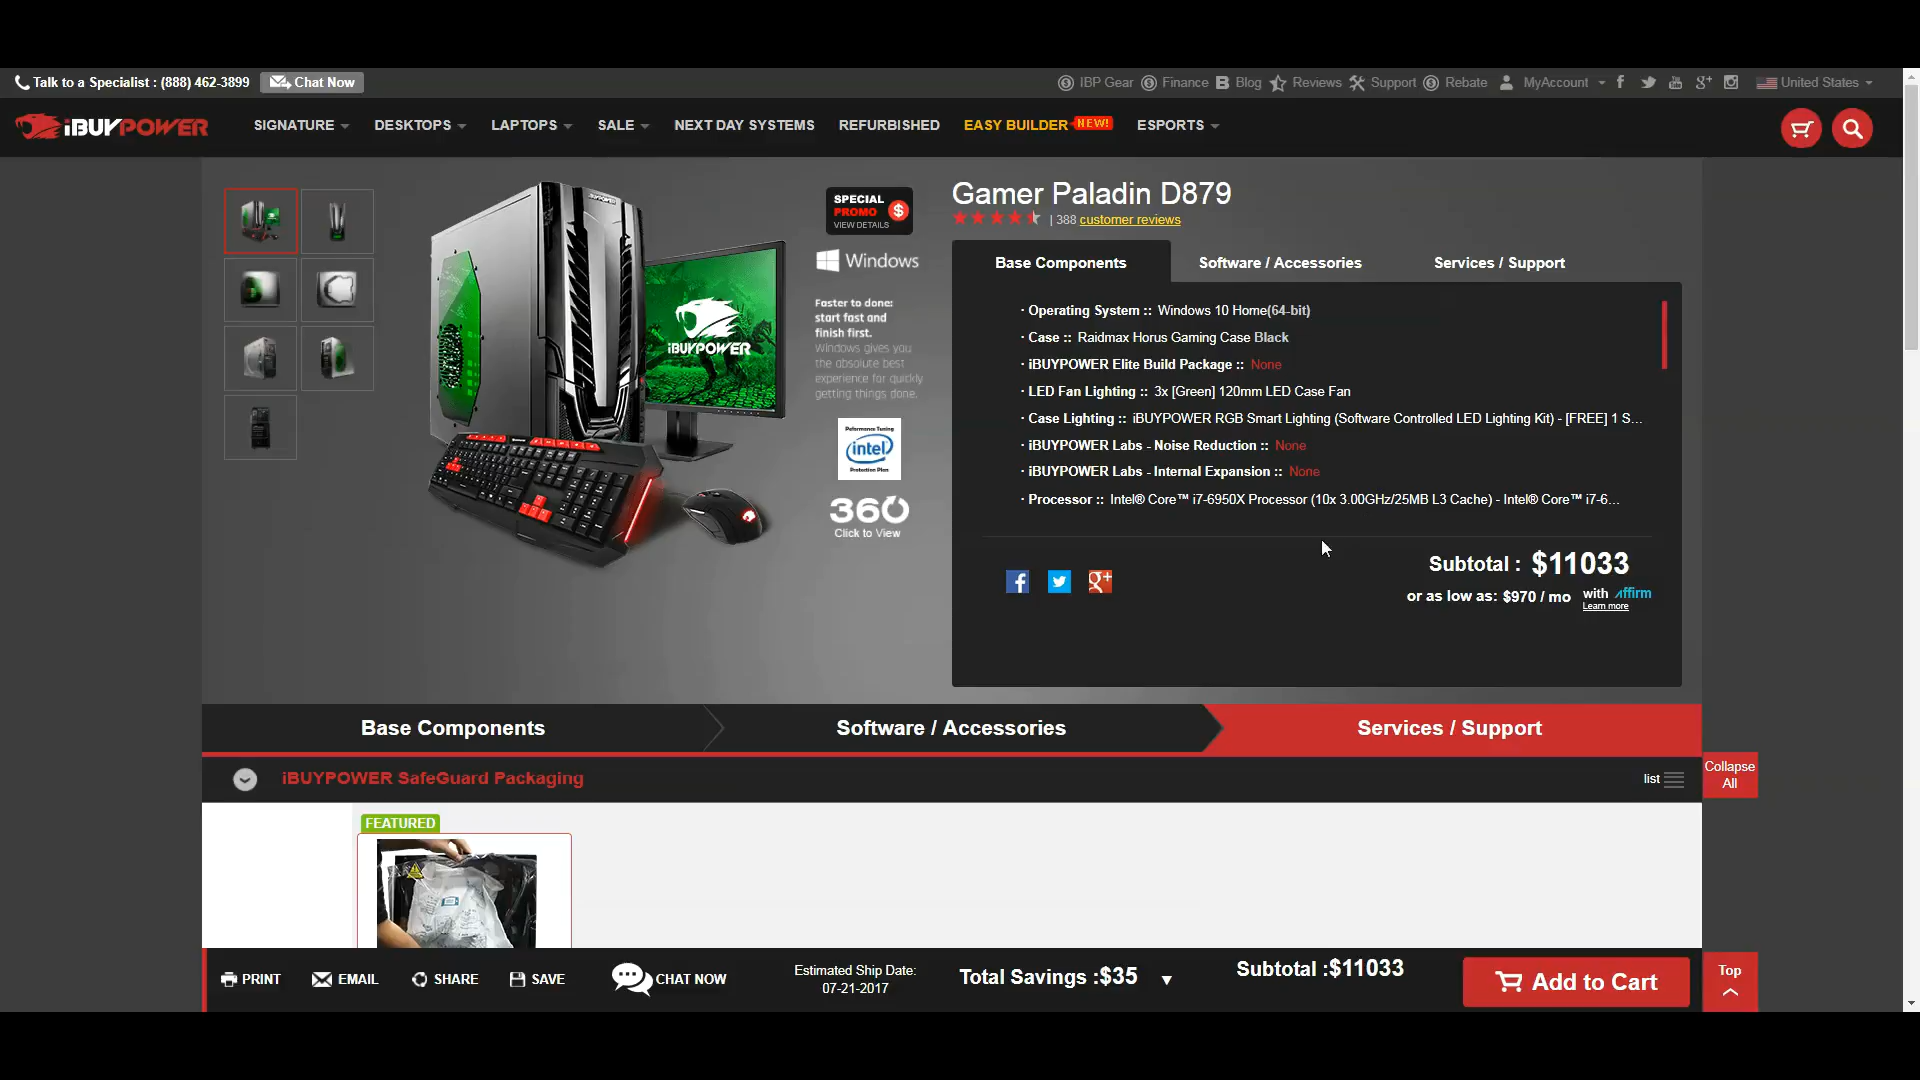 Talk to a Specialist : (888) 462-3899
Chat Now
IBP Gear
Finance
Blog
Reviews
Support
Rebate
MyAccount
United States
iBUYPOWER
SIGNATURE
DESKTOPS
LAPTOPS
SALE
NEXT DAY SYSTEMS
REFURBISHED
EASY BUILDER NEW!
ESPORTS
iBUYPOWER
SPECIAL
PROMO
VIEW DETAILS
Windows
Faster to done:
start fast and
finish first.
Windows gives you
the absolute best
experience for quickly
getting things done.
Performance Tuning
intel
Protection Plan
360
Click to View
Gamer Paladin D879
| 388 customer reviews
Base Components
Software / Accessories
Services / Support
· Operating System :: Windows 10 Home(64-bit)
· Case :: Raidmax Horus Gaming Case Black
· iBUYPOWER Elite Build Package :: None
· LED Fan Lighting :: 3x [Green] 120mm LED Case Fan
· Case Lighting :: iBUYPOWER RGB Smart Lighting (Software Controlled LED Lighting Kit) - [FREE] 1 S...
· iBUYPOWER Labs - Noise Reduction :: None
· iBUYPOWER Labs - Internal Expansion :: None
· Processor :: Intel® Core™ i7-6950X Processor (10x 3.00GHz/25MB L3 Cache) - Intel® Core™ i7-6...
Subtotal : $11033
or as low as: $970 / mo with affirm
Learn more
Base Components
Software / Accessories
Services / Support
iBUYPOWER SafeGuard Packaging
list
Collapse
All
FEATURED
PRINT
EMAIL
SHARE
SAVE
CHAT NOW
Estimated Ship Date:
07-21-2017
Total Savings :$35
Subtotal :$11033
Add to Cart
Top